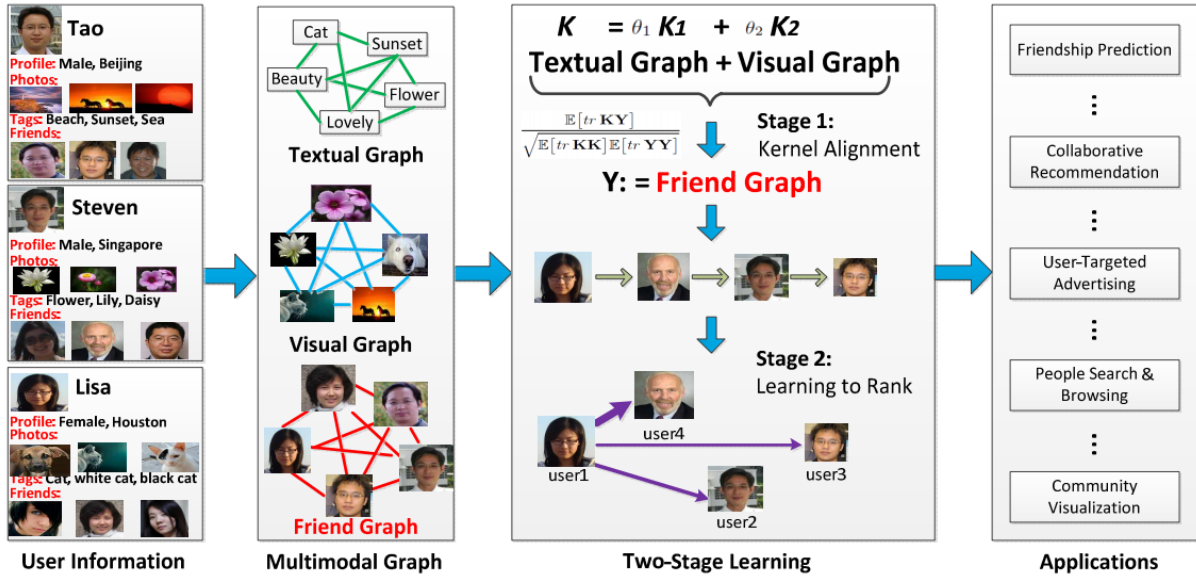 Tao
Profile: Male, Beijing
Photos:
Tags: Beach, Sunset, Sea
Friends:
Steven
Profile: Male, Singapore
Photos:
Tags: Flower, Lily, Daisy
Friends:
Lisa
Profile: Female, Houston
Photos:
Tags: Cat, white cat, black cat
Friends:
User Information
Cat
Sunset
Beauty
Flower
Lovely
Textual Graph
Visual Graph
Friend Graph
Multimodal Graph
K = θ1 K1 + θ2 K2
Textual Graph + Visual Graph
𝔼[tr KY]
√𝔼[tr KK]𝔼[tr YY]
Stage 1:
Kernel Alignment
Y: = Friend Graph
Stage 2:
Learning to Rank
user4
user1
user3
user2
Two-Stage Learning
Friendship Prediction
Collaborative
Recommendation
User-Targeted
Advertising
People Search &
Browsing
Community
Visualization
Applications